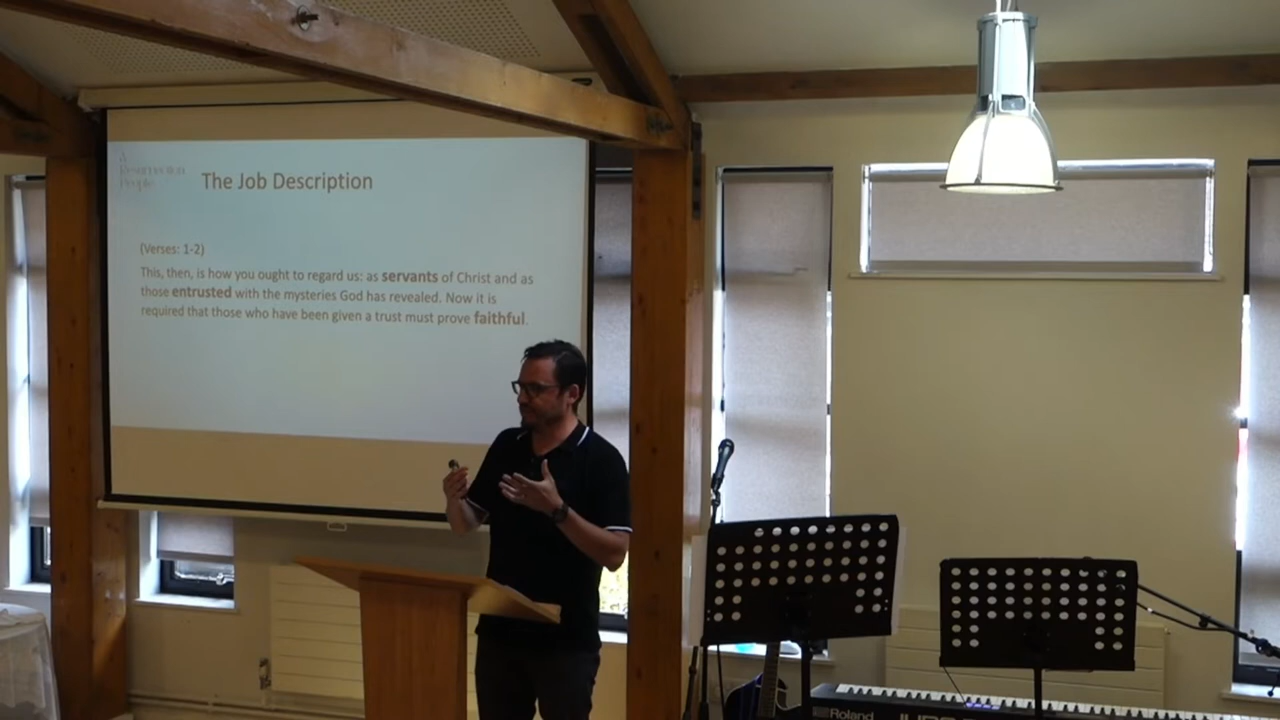 A
Resurrection
People
The Job Description
(Verses: 1-2)
This, then, is how you ought to regard us: as servants of Christ and as
those entrusted with the mysteries God has revealed. Now it is
required that those who have been given a trust must prove faithful.
Roland